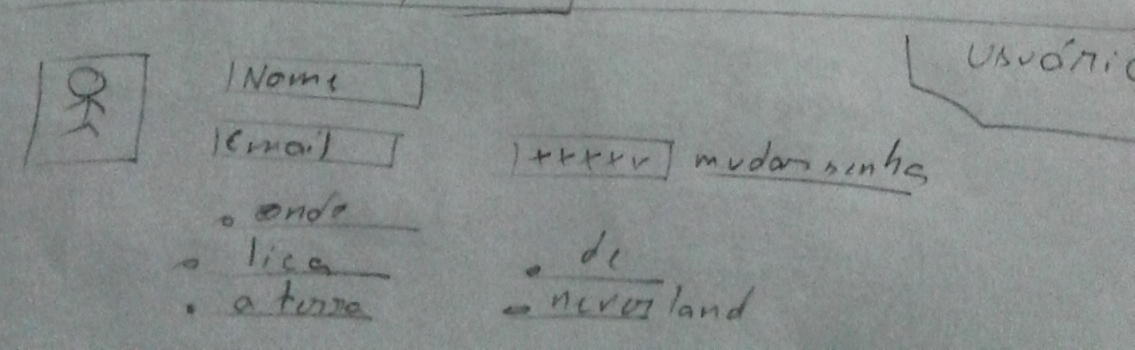 Usuário
Nome
Email
+++++ mudar senha
onde
fica
de
a terra
neverland